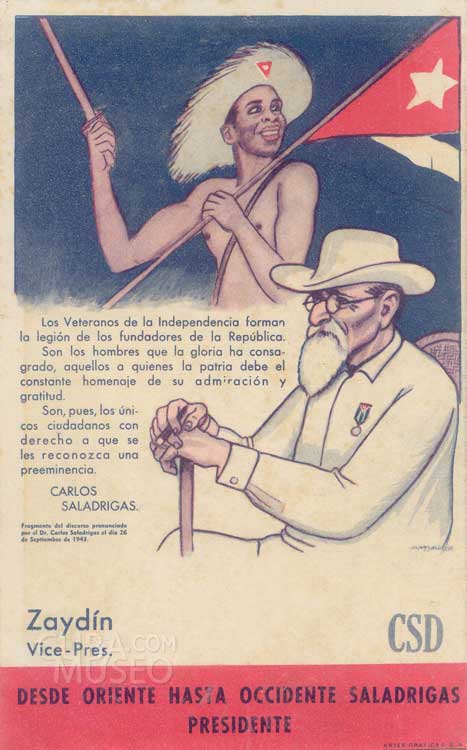 Los Veteranos de la Independencia forman
la legión de los fundadores de la República.
Son los hombres que la gloria ha consa-
grado, aquellos a quienes la patria debe el
constante homenaje de su admiración y
gratitud.
Son, pues, los úni-
cos ciudadanos con
derecho a que se
les reconozca una
preeminencia.
CARLOS
SALADRIGAS.
Fragmento del discurso pronunciado
por el Dr. Carlos Saladrigas el día 26
de Septiembre de 1943.
Zaydín
Vice-Pres.
CSD
CUBA.COM
MUSEO
DESDE ORIENTE HASTA OCCIDENTE SALADRIGAS
PRESIDENTE